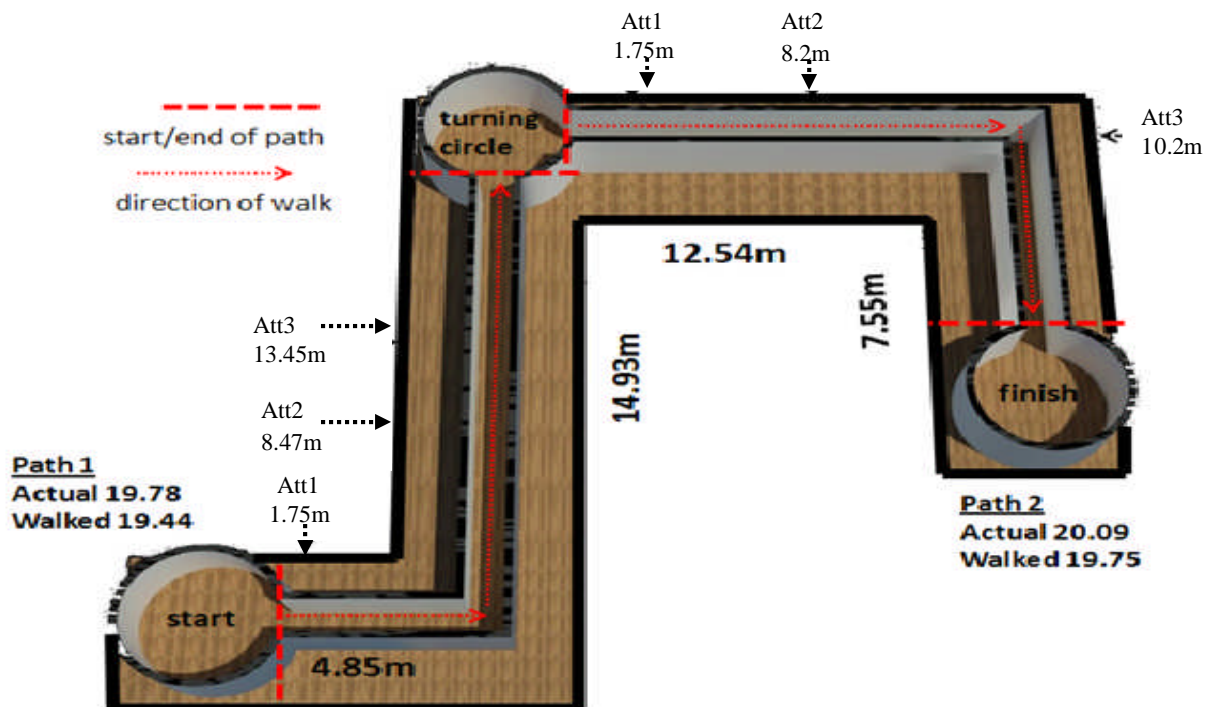 Att1
1.75m
Att2
8.2m
Att3
10.2m
start/end of path
direction of walk
turning
circle
12.54m
7.55m
14.93m
Att3
13.45m
Att2
8.47m
Att1
1.75m
Path 1
Actual 19.78
Walked 19.44
finish
Path 2
Actual 20.09
Walked 19.75
start
4.85m